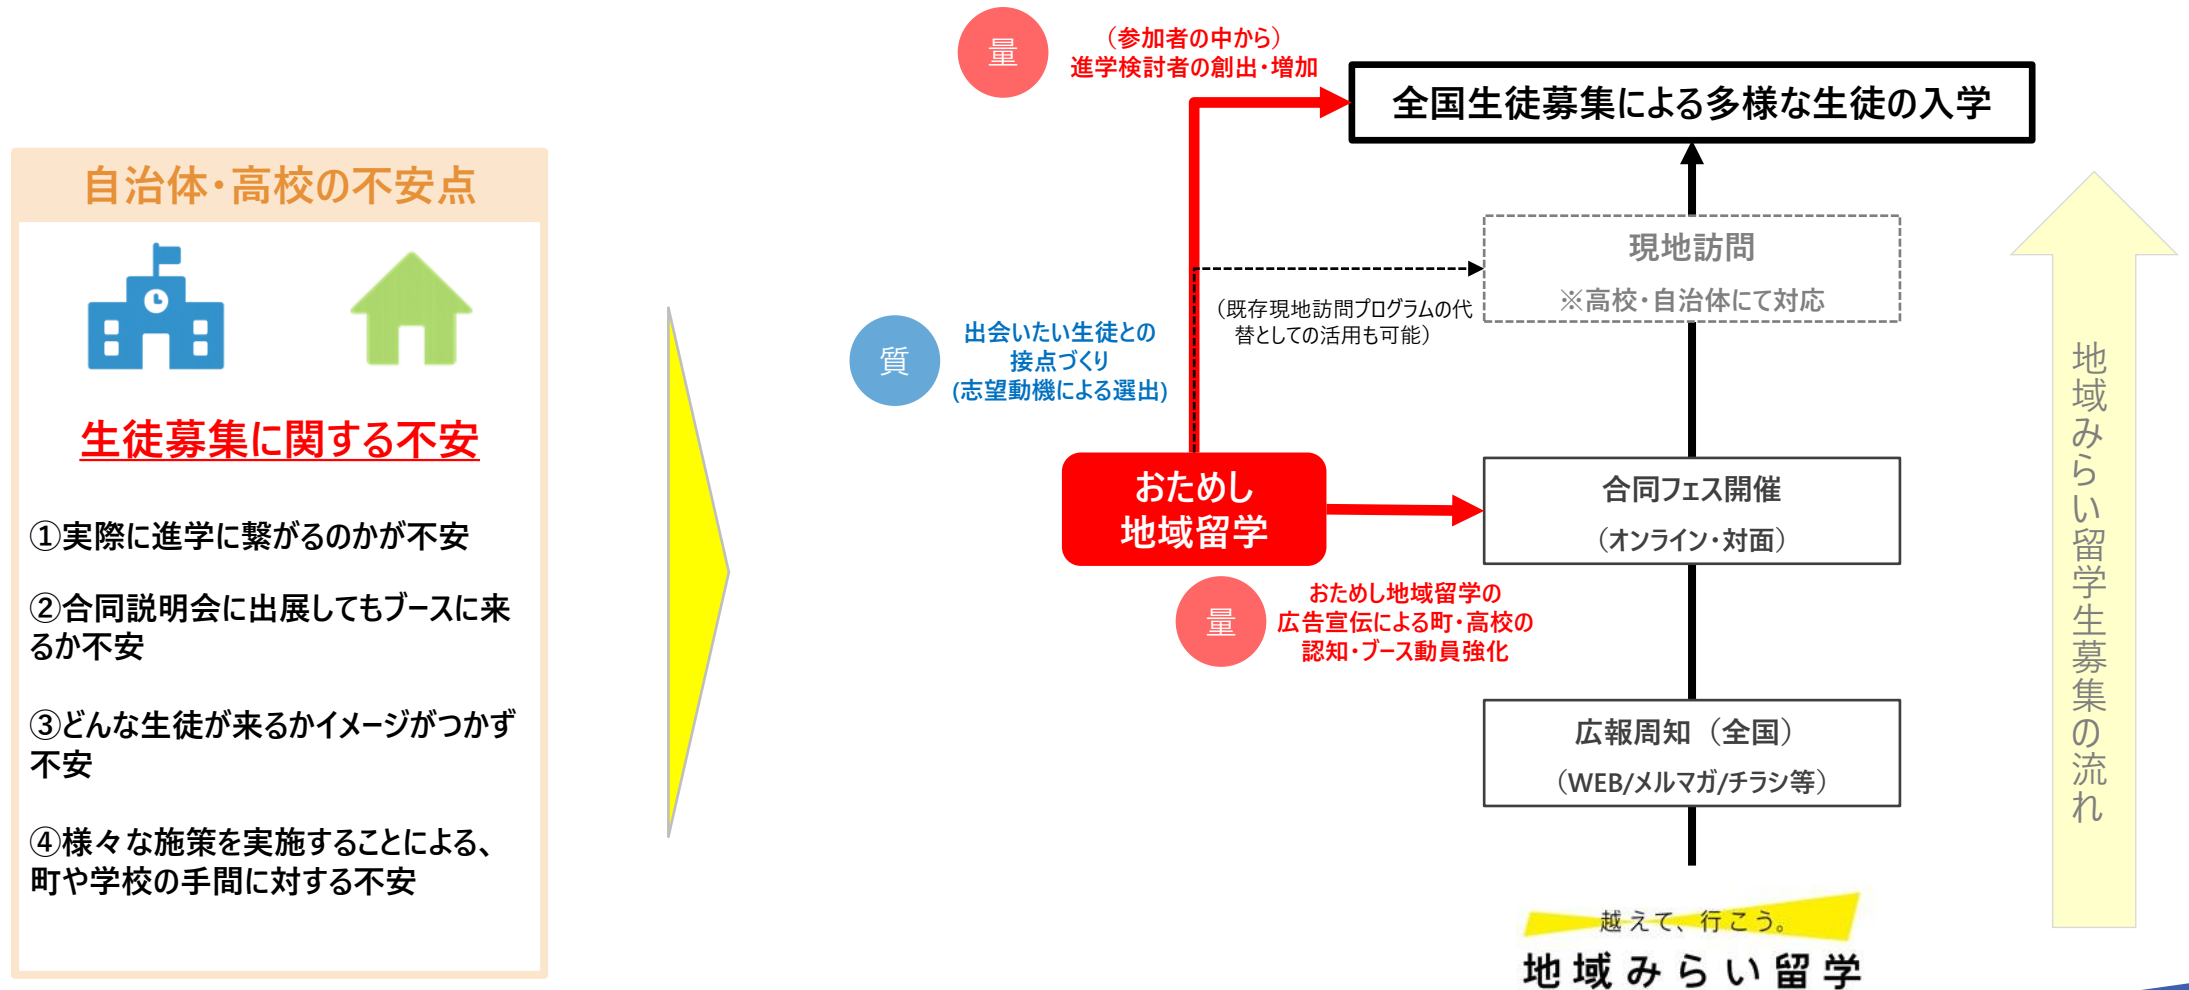 自治体・高校の不安点
生徒募集に関する不安
①実際に進学に繋がるのかが不安
②合同説明会に出展してもブースに来
るか不安
③どんな生徒が来るかイメージがつかず
不安
④様々な施策を実施することによる、
町や学校の手間に対する不安
量
（参加者の中から）
進学検討者の創出・増加
全国生徒募集による多様な生徒の入学
現地訪問
※高校・自治体にて対応
（既存現地訪問プログラムの代
替としての活用も可能）
質
出会いたい生徒との
接点づくり
(志望動機による選出)
おためし
地域留学
合同フェス開催
（オンライン・対面）
量
おためし地域留学の
広告宣伝による町・高校の
認知・ブース動員強化
広報周知（全国）
（WEB/メルマガ/チラシ等）
地域みらい留学生募集の流れ
越えて、行こう。
地域みらい留学